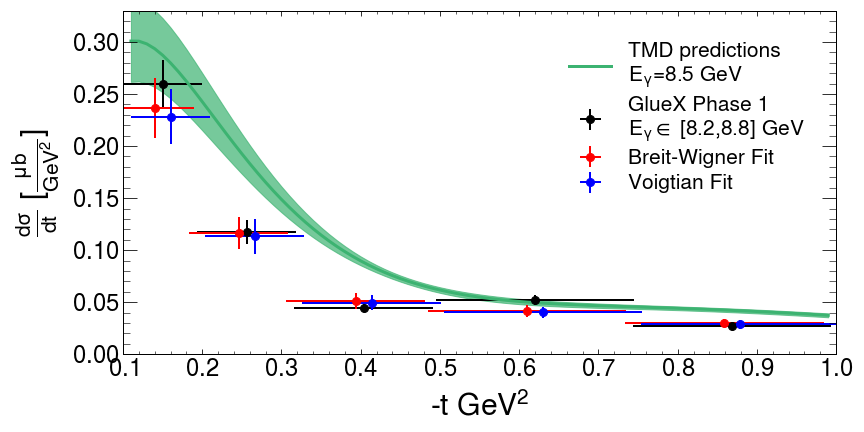 dσ/dt [μb/GeV²]
0.30
0.25
0.20
0.15
0.10
0.05
0.00
TMD predictions
Eγ=8.5 GeV
GlueX Phase 1
Eγ ∈ [8.2,8.8] GeV
Breit-Wigner Fit
Voigtian Fit
0.1 0.2 0.3 0.4 0.5 0.6 0.7 0.8 0.9 1.0
-t GeV²